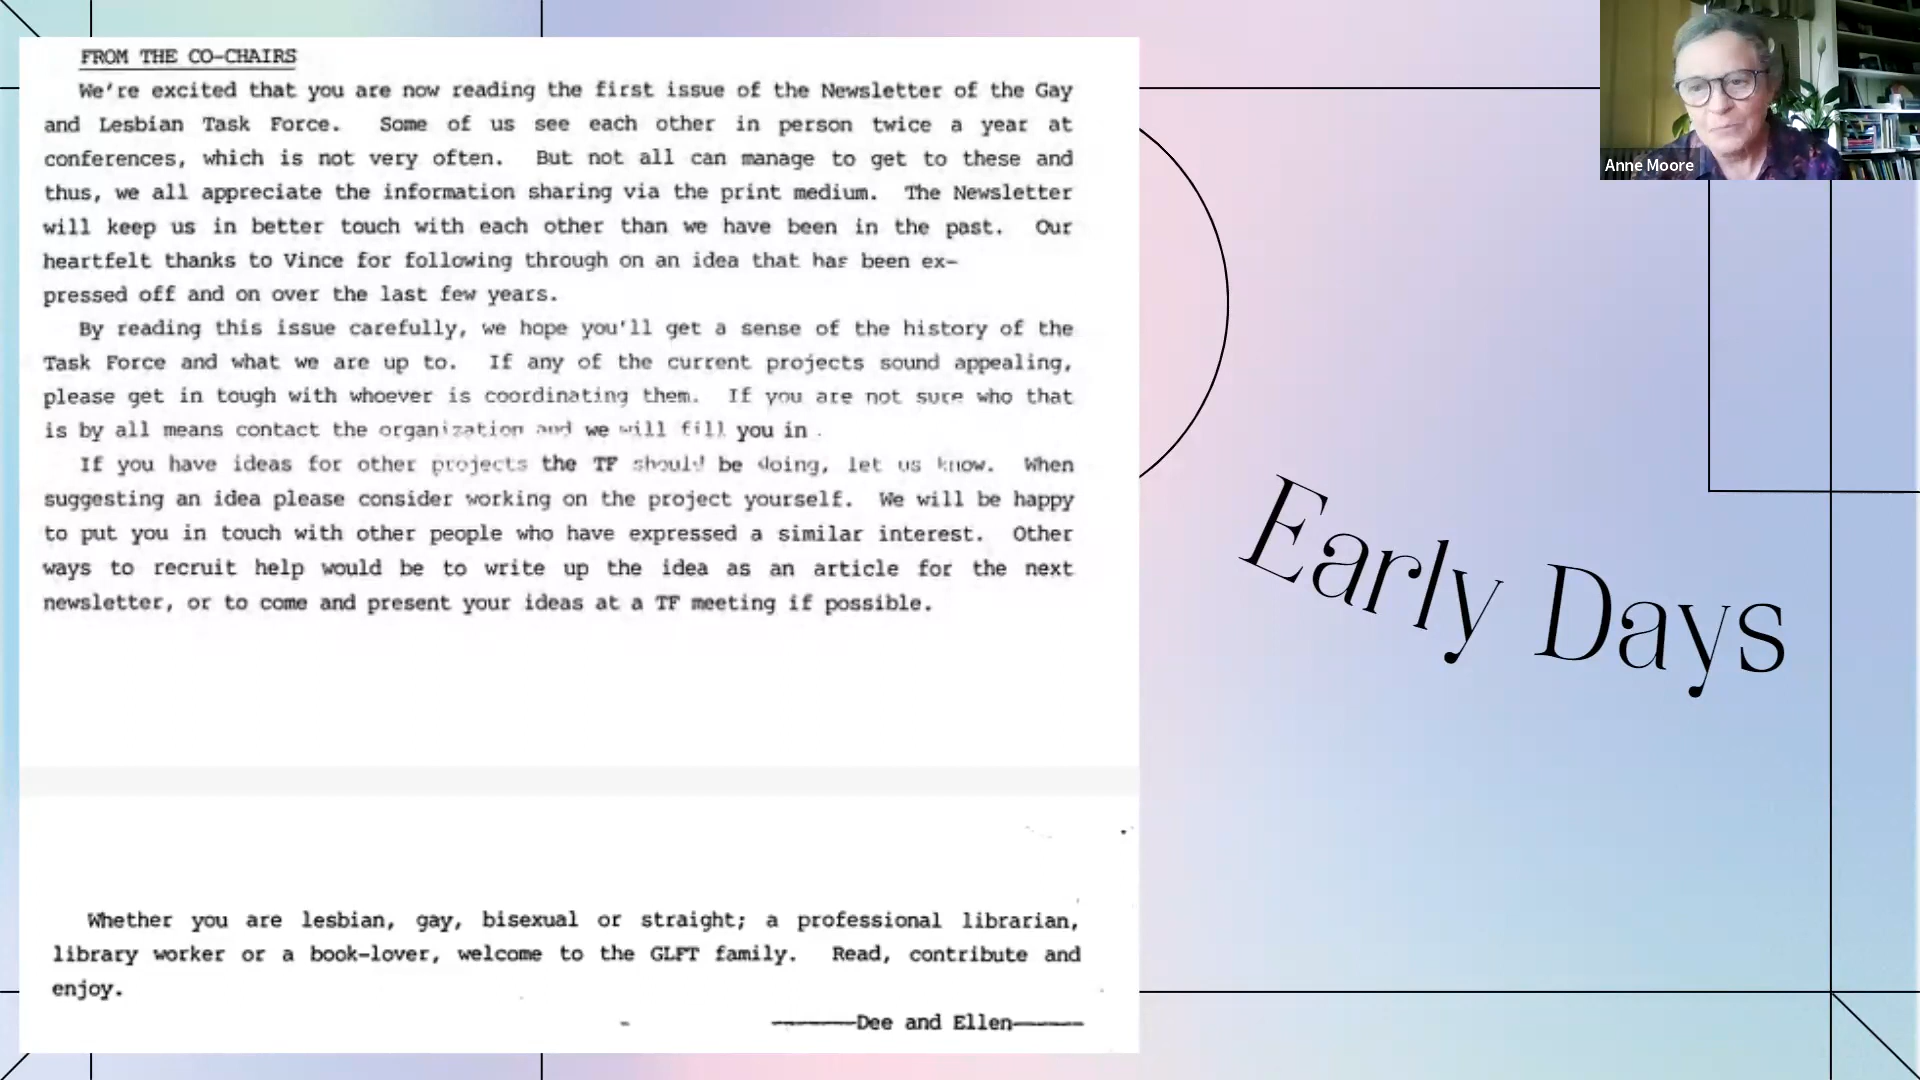 FROM THE CO-CHAIRS
We're excited that you are now reading the first issue of the Newsletter of the Gay
and Lesbian Task Force. Some of us see each other in person twice a year at
conferences, which is not very often. But not all can manage to get to these and
thus, we all appreciate the information sharing via the print medium. The Newsletter
will keep us in better touch with each other than we have been in the past. Our
heartfelt thanks to Vince for following through on an idea that has been ex-
pressed off and on over the last few years.
By reading this issue carefully, we hope you'll get a sense of the history of the
Task Force and what we are up to. If any of the current projects sound appealing,
please get in tough with whoever is coordinating them. If you are not sure who that
is by all means contact the organization and we will fill you in.
If you have ideas for other projects the TF should be doing, let us know. When
suggesting an idea please consider working on the project yourself. We will be happy
to put you in touch with other people who have expressed a similar interest. Other
ways to recruit help would be to write up the idea as an article for the next
newsletter, or to come and present your ideas at a TF meeting if possible.
Whether you are lesbian, gay, bisexual or straight; a professional librarian,
library worker or a book-lover, welcome to the GLFT family. Read, contribute and
enjoy.
———Dee and Ellen———
Early Days
Anne Moore